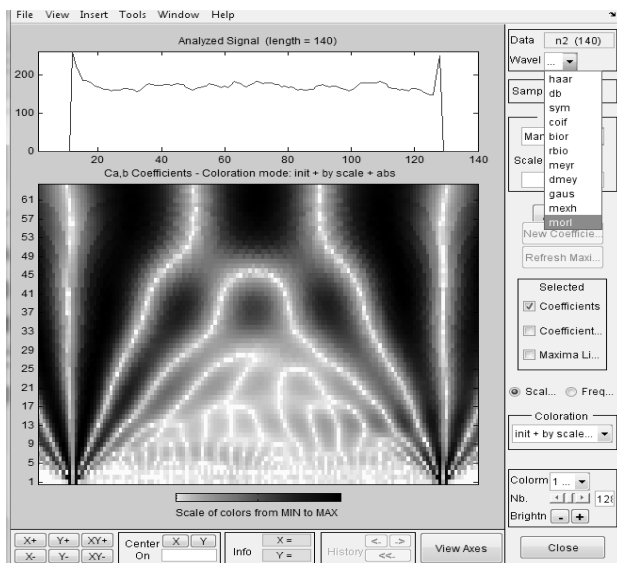 File View Insert Tools Window Help
Analyzed Signal (length = 140)
200
100
0
20 40 60 80 100 120 140
Ca,b Coefficients - Coloration mode: init + by scale + abs
61
57
53
49
45
41
37
33
29
25
21
17
13
9
5
1
Scale of colors from MIN to MAX
Data n2 (140)
Wavel ...
haar
db
sym
coif
bior
rbio
meyr
dmey
gaus
mexh
morl
Samp
Man
Scale
New Coefficie...
Refresh Maxi...
Selected
Coefficients
Coefficient...
Maxima Li...
Scal... Freq...
Coloration
init + by scale...
Colorm 1 ...
Nb. 128
Brightn - +
X+ Y+ XY+
X- Y- XY-
Center X Y
On
Info X =
Y =
History <- ->
<<-
View Axes
Close